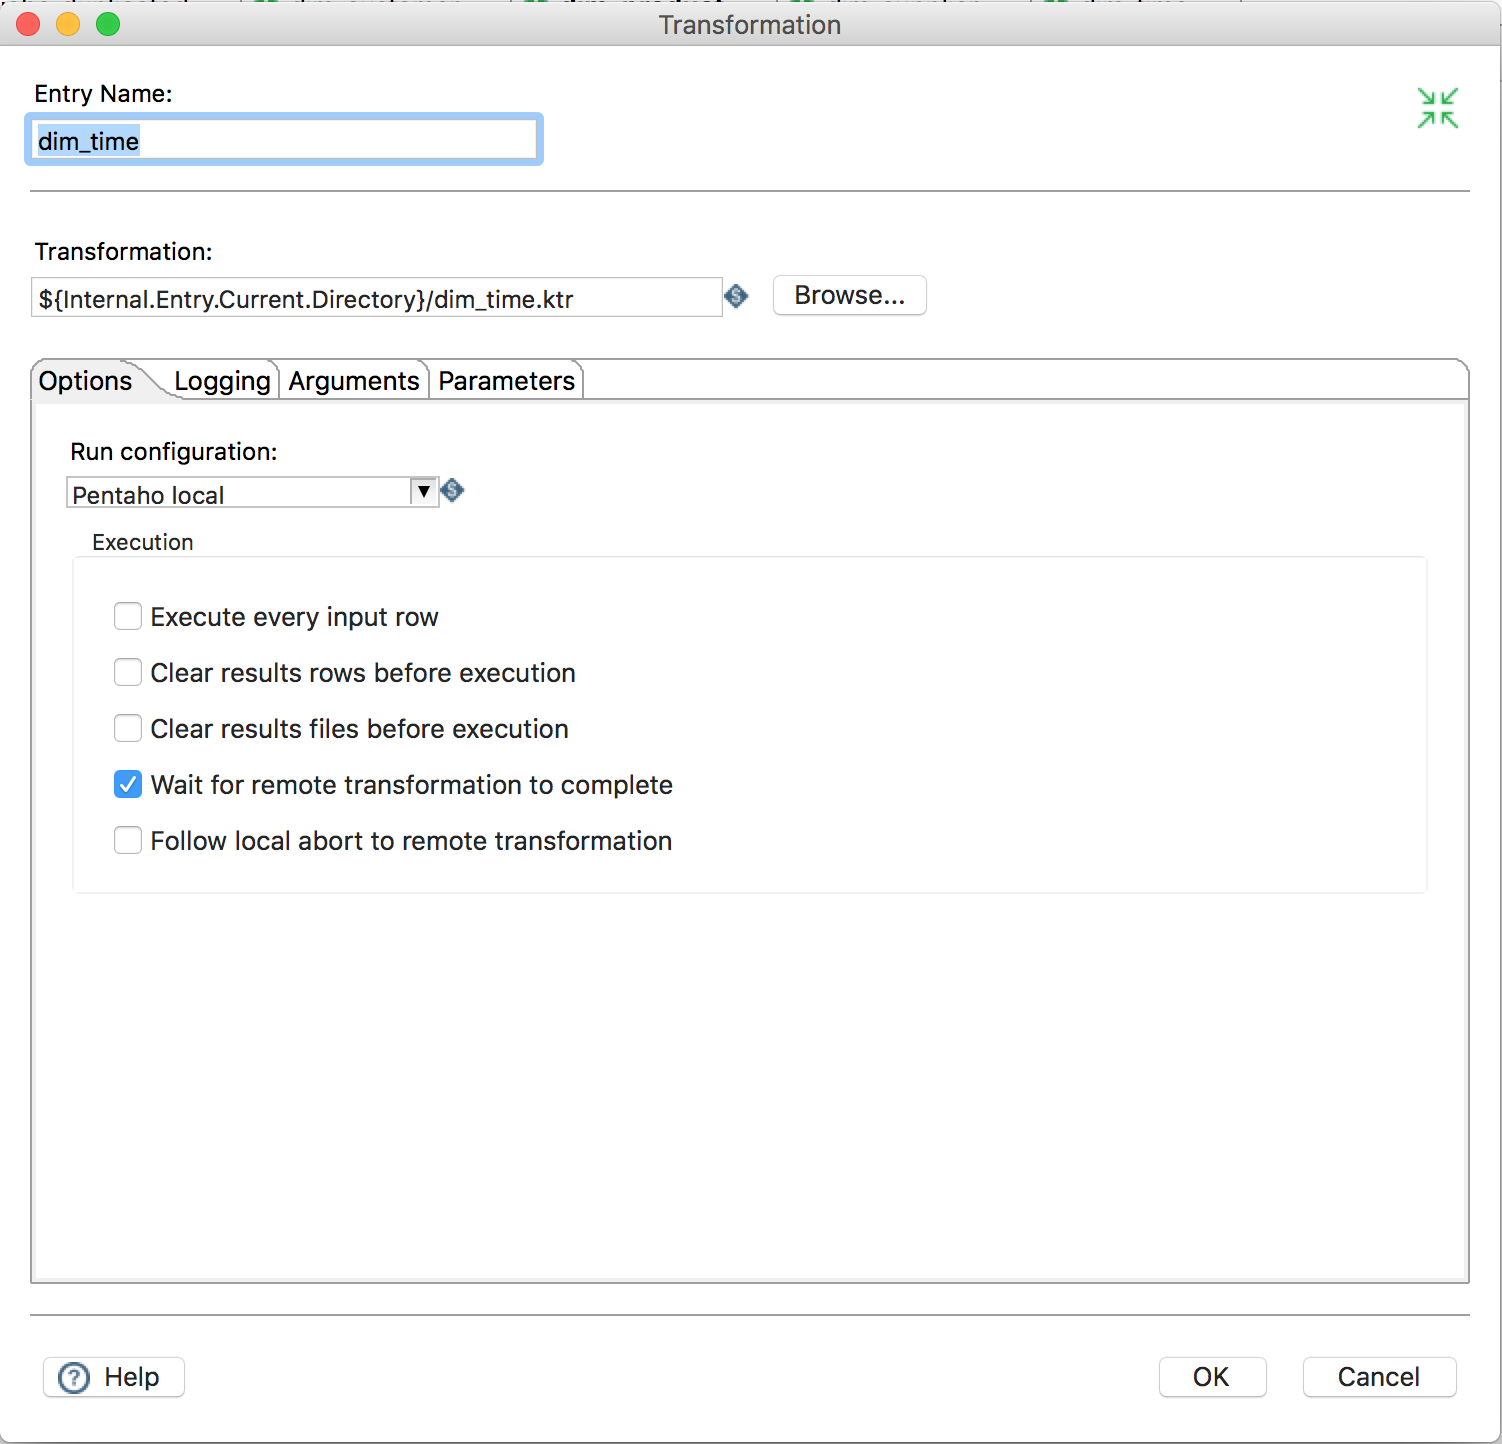 Transformation
Entry Name:
dim_time
Transformation:
${Internal.Entry.Current.Directory}/dim_time.ktr
Browse...
Options Logging Arguments Parameters
Run configuration:
Pentaho local
Execution
Execute every input row
Clear results rows before execution
Clear results files before execution
Wait for remote transformation to complete
Follow local abort to remote transformation
Help OK Cancel